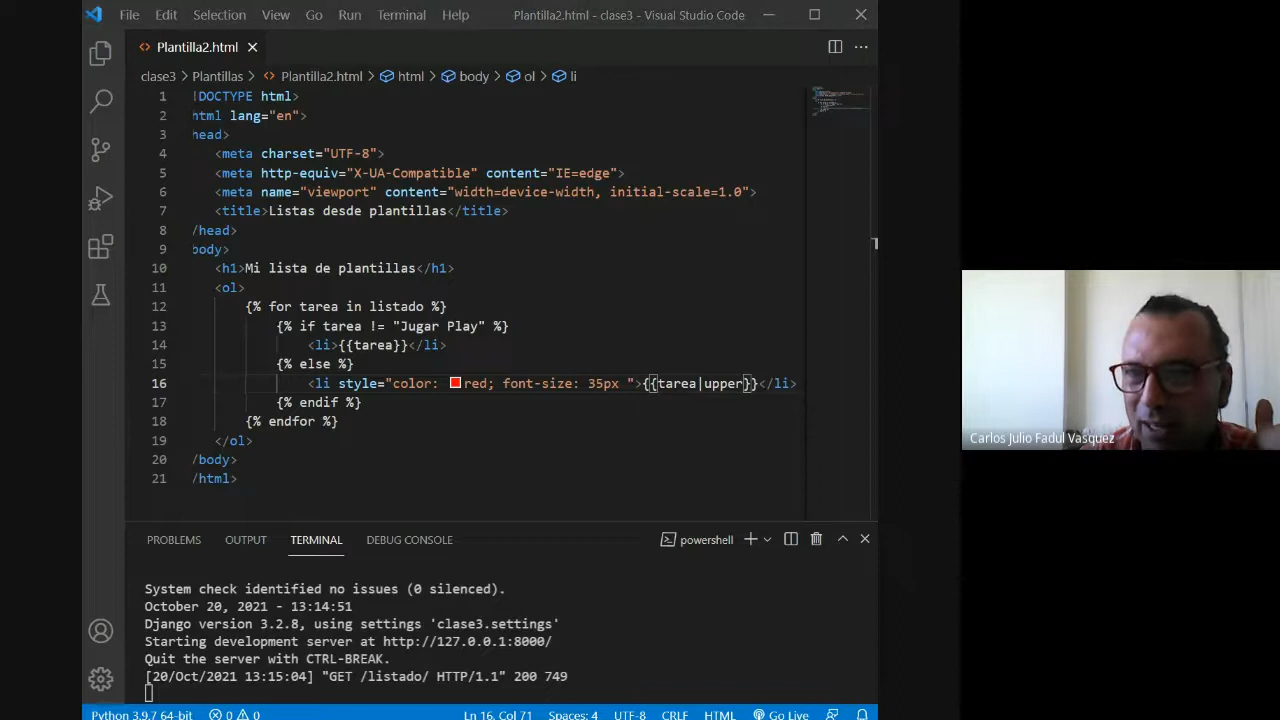 File Edit Selection View Go Run Terminal Help Plantilla2.html - clase3 - Visual Studio Code
Plantilla2.html
clase3 > Plantillas > Plantilla2.html > html > body > ol > li
1 !DOCTYPE html>
2 html lang="en">
3 head>
4 <meta charset="UTF-8">
5 <meta http-equiv="X-UA-Compatible" content="IE=edge">
6 <meta name="viewport" content="width=device-width, initial-scale=1.0">
7 <title>Listas desde plantillas</title>
8 /head>
9 body>
10 <h1>Mi lista de plantillas</h1>
11 <ol>
12 {% for tarea in listado %}
13 {% if tarea != "Jugar Play" %}
14 <li>{{tarea}}</li>
15 {% else %}
16 <li style="color: red; font-size: 35px ">{{tarea|upper}}</li>
17 {% endif %}
18 {% endfor %}
19 </ol>
20 /body>
21 /html>
Carlos Julio Fadul Vasquez
PROBLEMS OUTPUT TERMINAL DEBUG CONSOLE powershell
System check identified no issues (0 silenced).
October 20, 2021 - 13:14:51
Django version 3.2.8, using settings 'clase3.settings'
Starting development server at http://127.0.0.1:8000/
Quit the server with CTRL-BREAK.
[20/Oct/2021 13:15:04] "GET /listado/ HTTP/1.1" 200 749
Python 3.9.7 64-bit 0 0 Ln 16, Col 71 Spaces: 4 UTF-8 CRLF HTML Go Live